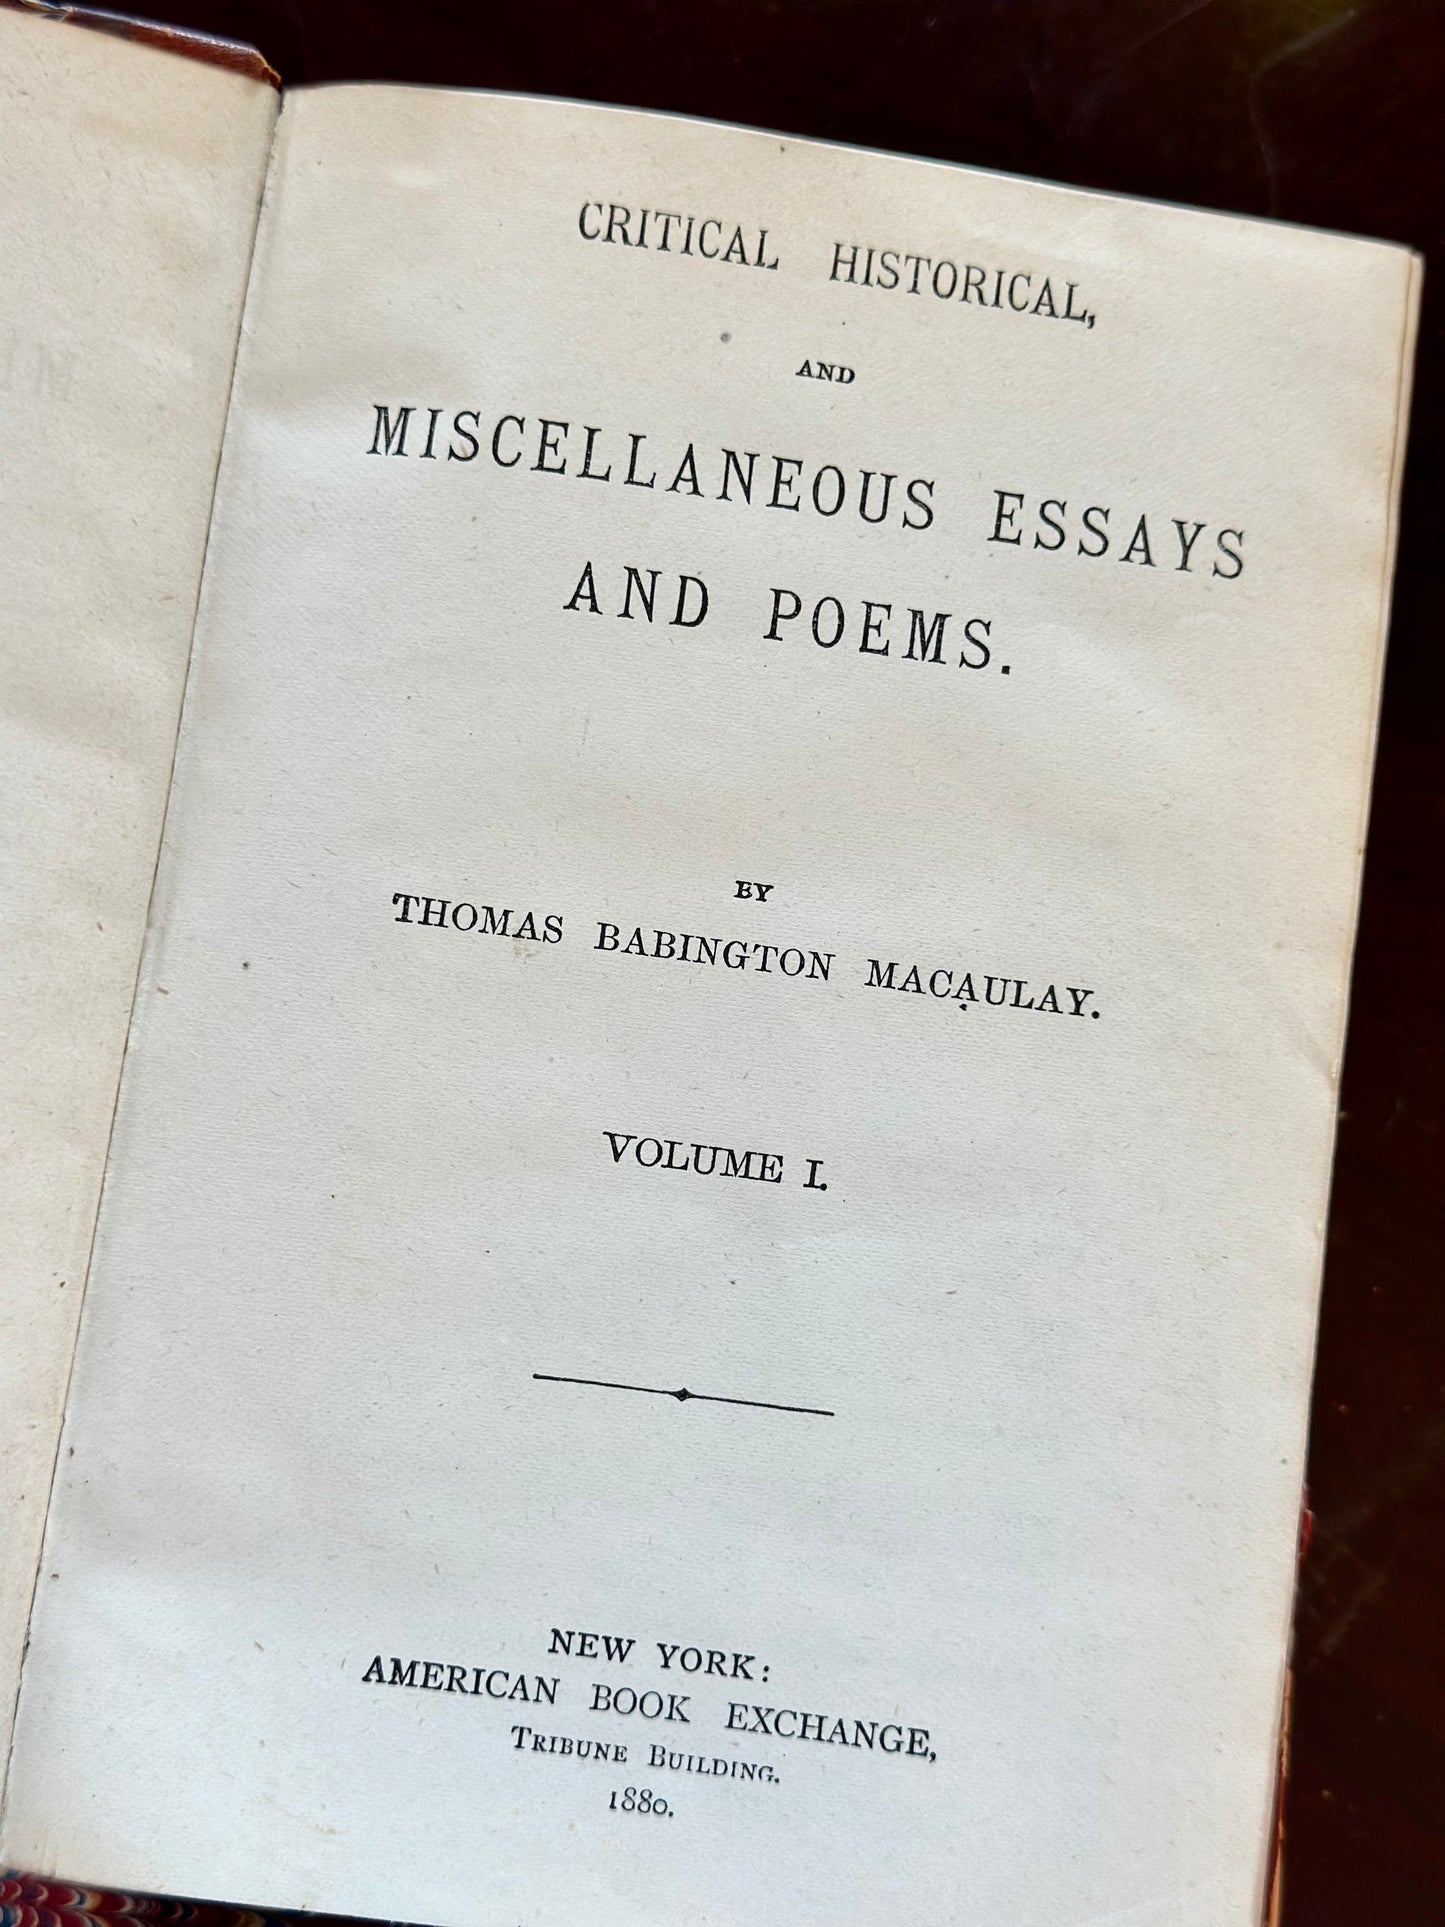 CRITICAL HISTORICAL,
AND
MISCELLANEOUS ESSAYS
AND POEMS.
BY
THOMAS BABINGTON MACAULAY.
VOLUME I.
NEW YORK:
AMERICAN BOOK EXCHANGE,
TRIBUNE BUILDING.
1880.